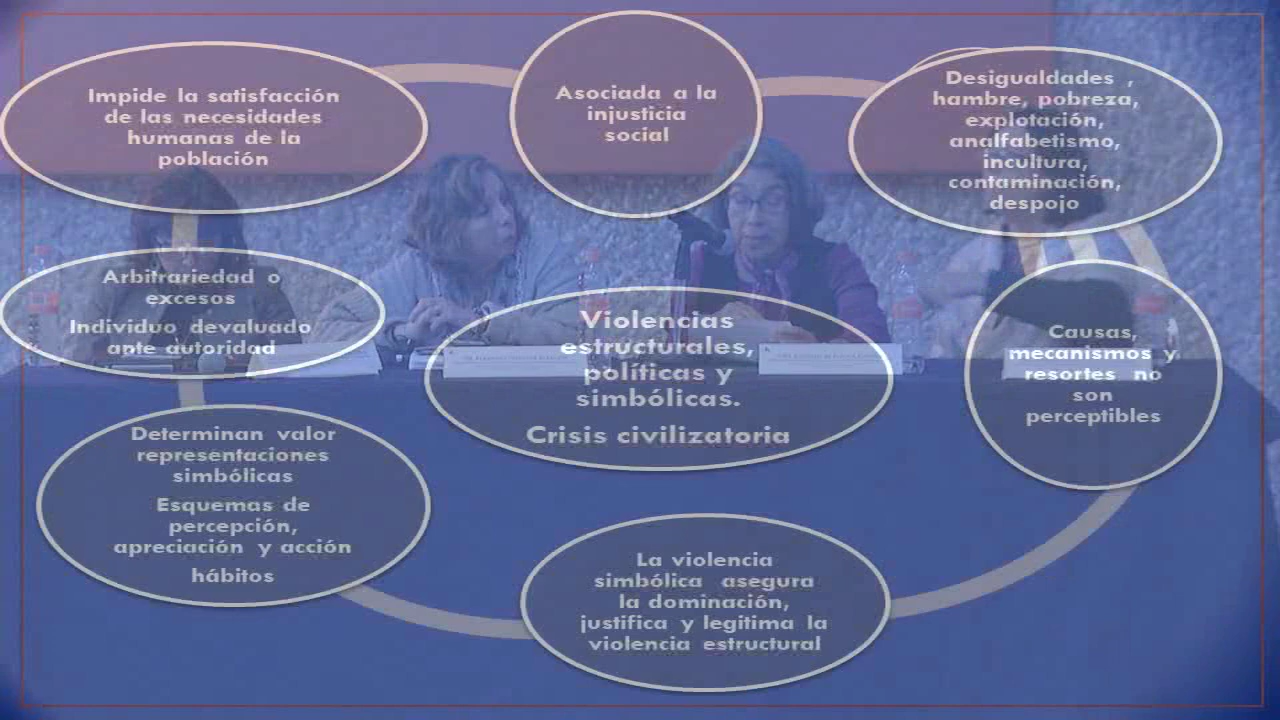 Impide la satisfacción
de las necesidades
humanas de la
población
Asociada a la
injusticia
social
Desigualdades ,
hambre, pobreza,
explotación,
analfabetismo,
incultura,
contaminación,
despojo
Arbitrariedad o
excesos
Individuo devaluado
ante autoridad
Violencias
estructurales,
políticas y
simbólicas.
Crisis civilizatoria
Causas,
mecanismos y
resortes no
son
perceptibles
Determinan valor
representaciones
simbólicas
Esquemas de
percepción,
apreciación y acción
hábitos
La violencia
simbólica asegura
la dominación,
justifica y legitima la
violencia estructural